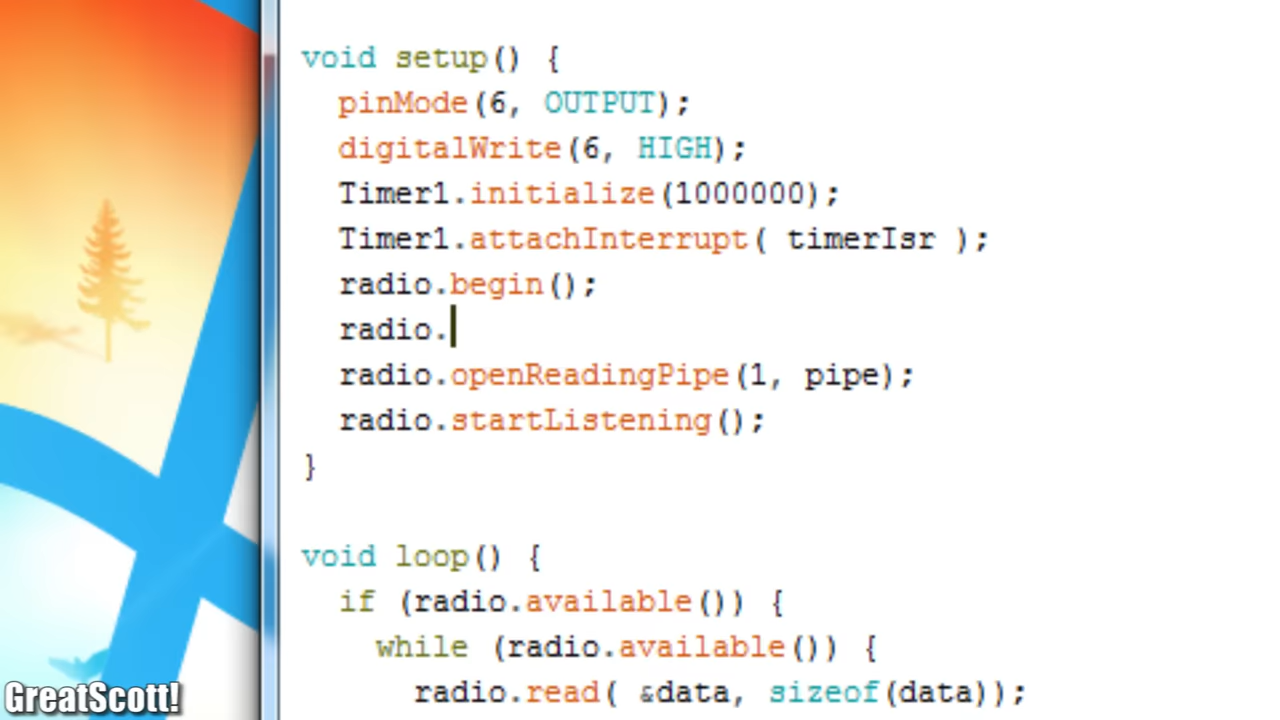 void setup() {
pinMode(6, OUTPUT);
digitalWrite(6, HIGH);
Timer1.initialize(1000000);
Timer1.attachInterrupt( timerIsr );
radio.begin();
radio.
radio.openReadingPipe(1, pipe);
radio.startListening();
}
void loop() {
if (radio.available()) {
while (radio.available()) {
radio.read( &data, sizeof(data));
GreatScott!